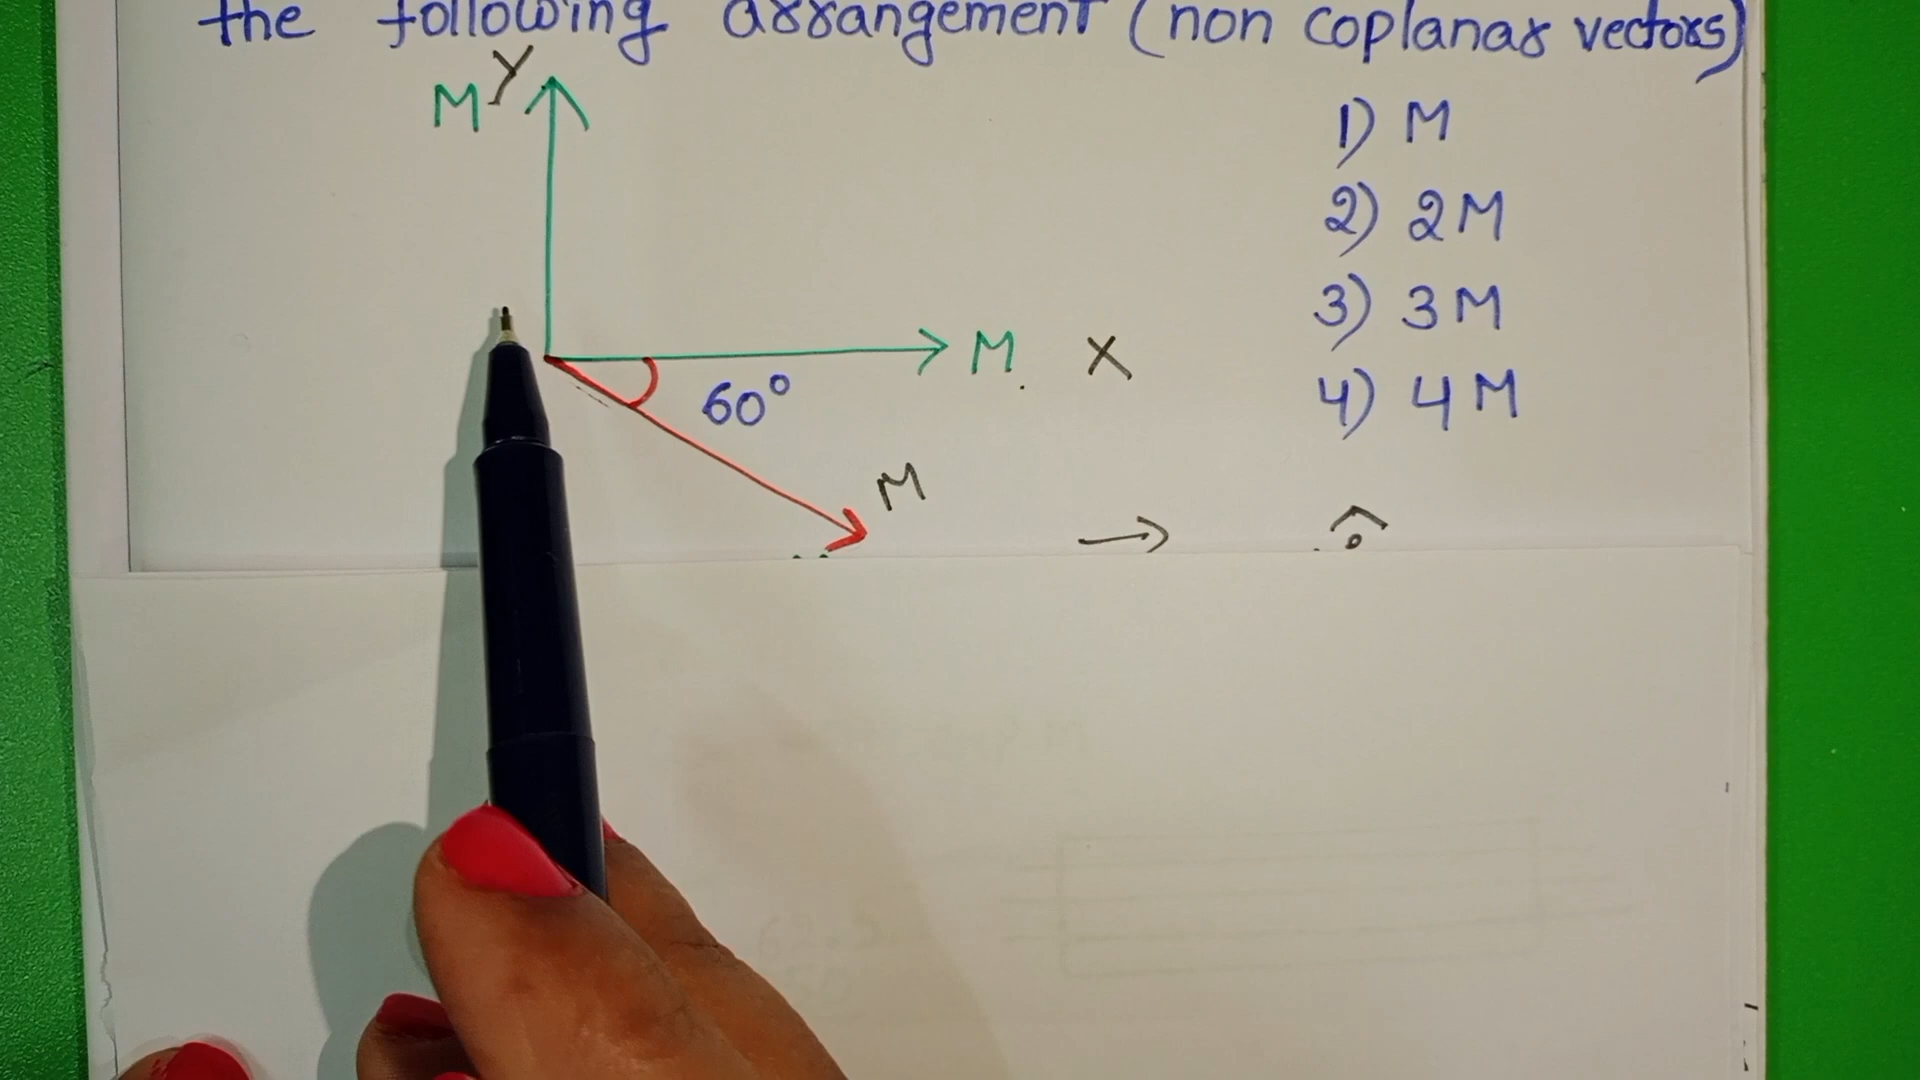 the following arrangement (non coplanar vectors)
M Y
1) M
2) 2M
3) 3M
4) 4M
M X
60°
M